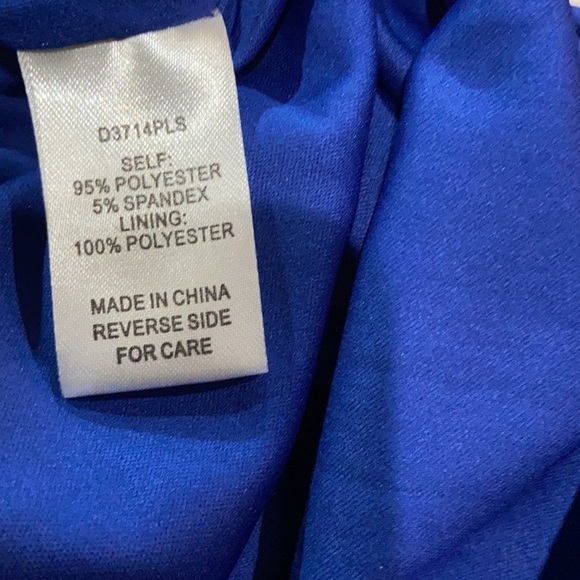 D3714PLS
SELF:
95% POLYESTER
5% SPANDEX
LINING:
100% POLYESTER
MADE IN CHINA
REVERSE SIDE
FOR CARE